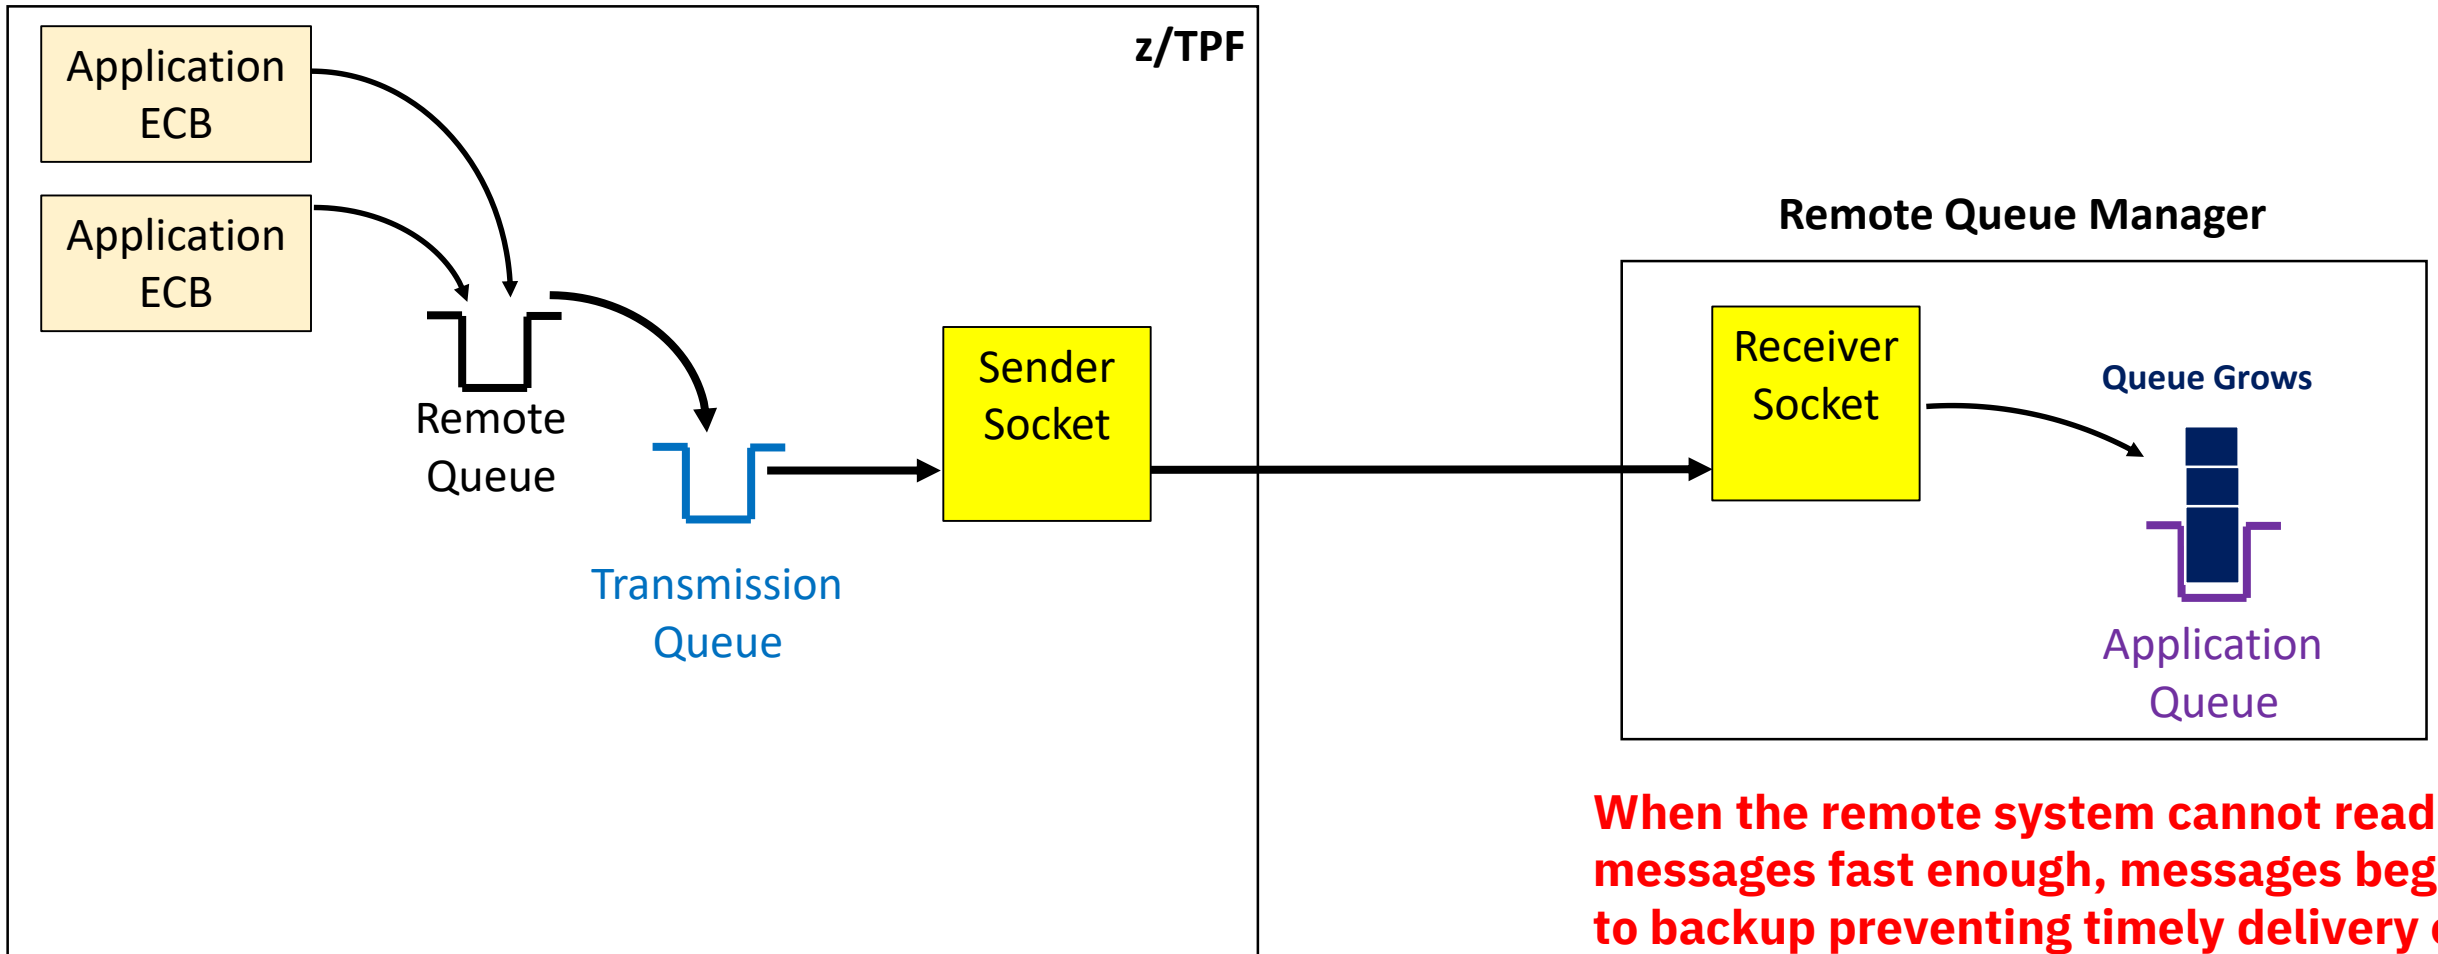 z/TPF
Application
ECB
Application
ECB
Remote
Queue
Transmission
Queue
Sender
Socket
Remote Queue Manager
Receiver
Socket
Queue Grows
Application
Queue
When the remote system cannot read
messages fast enough, messages beg
to backup preventing timely delivery